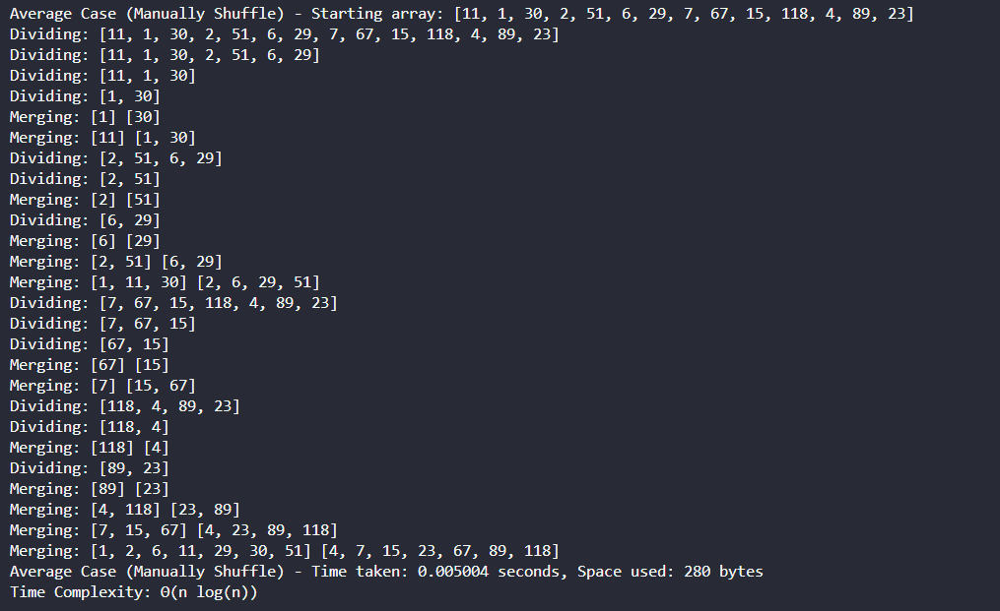 Average Case (Manually Shuffle) - Starting array: [11, 1, 30, 2, 51, 6, 29, 7, 67, 15, 118, 4, 89, 23]
Dividing: [11, 1, 30, 2, 51, 6, 29, 7, 67, 15, 118, 4, 89, 23]
Dividing: [11, 1, 30, 2, 51, 6, 29]
Dividing: [11, 1, 30]
Dividing: [1, 30]
Merging: [1] [30]
Merging: [11] [1, 30]
Dividing: [2, 51, 6, 29]
Dividing: [2, 51]
Merging: [2] [51]
Dividing: [6, 29]
Merging: [6] [29]
Merging: [2, 51] [6, 29]
Merging: [1, 11, 30] [2, 6, 29, 51]
Dividing: [7, 67, 15, 118, 4, 89, 23]
Dividing: [7, 67, 15]
Dividing: [67, 15]
Merging: [67] [15]
Merging: [7] [15, 67]
Dividing: [118, 4, 89, 23]
Dividing: [118, 4]
Merging: [118] [4]
Dividing: [89, 23]
Merging: [89] [23]
Merging: [4, 118] [23, 89]
Merging: [7, 15, 67] [4, 23, 89, 118]
Merging: [1, 2, 6, 11, 29, 30, 51] [4, 7, 15, 23, 67, 89, 118]
Average Case (Manually Shuffle) - Time taken: 0.005004 seconds, Space used: 280 bytes
Time Complexity: Θ(n log(n))